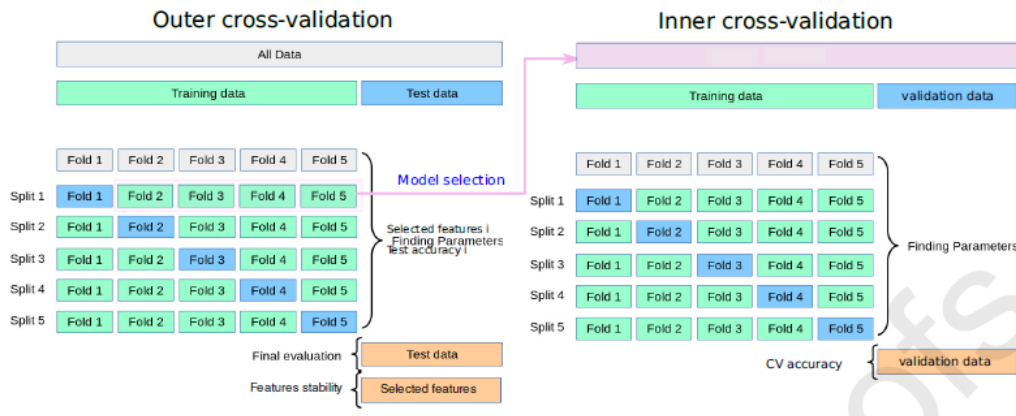 Outer cross-validation
All Data
Training data Test data
Fold 1 Fold 2 Fold 3 Fold 4 Fold 5
Split 1 Fold 1 Fold 2 Fold 3 Fold 4 Fold 5
Split 2 Fold 1 Fold 2 Fold 3 Fold 4 Fold 5
Split 3 Fold 1 Fold 2 Fold 3 Fold 4 Fold 5
Split 4 Fold 1 Fold 2 Fold 3 Fold 4 Fold 5
Split 5 Fold 1 Fold 2 Fold 3 Fold 4 Fold 5
Model selection
Selected features i
Finding Parameters
Test accuracy i
Final evaluation Test data
Features stability Selected features
Inner cross-validation
Training data validation data
Fold 1 Fold 2 Fold 3 Fold 4 Fold 5
Split 1 Fold 1 Fold 2 Fold 3 Fold 4 Fold 5
Split 2 Fold 1 Fold 2 Fold 3 Fold 4 Fold 5
Split 3 Fold 1 Fold 2 Fold 3 Fold 4 Fold 5
Split 4 Fold 1 Fold 2 Fold 3 Fold 4 Fold 5
Split 5 Fold 1 Fold 2 Fold 3 Fold 4 Fold 5
Finding Parameters
CV accuracy validation data
ofs